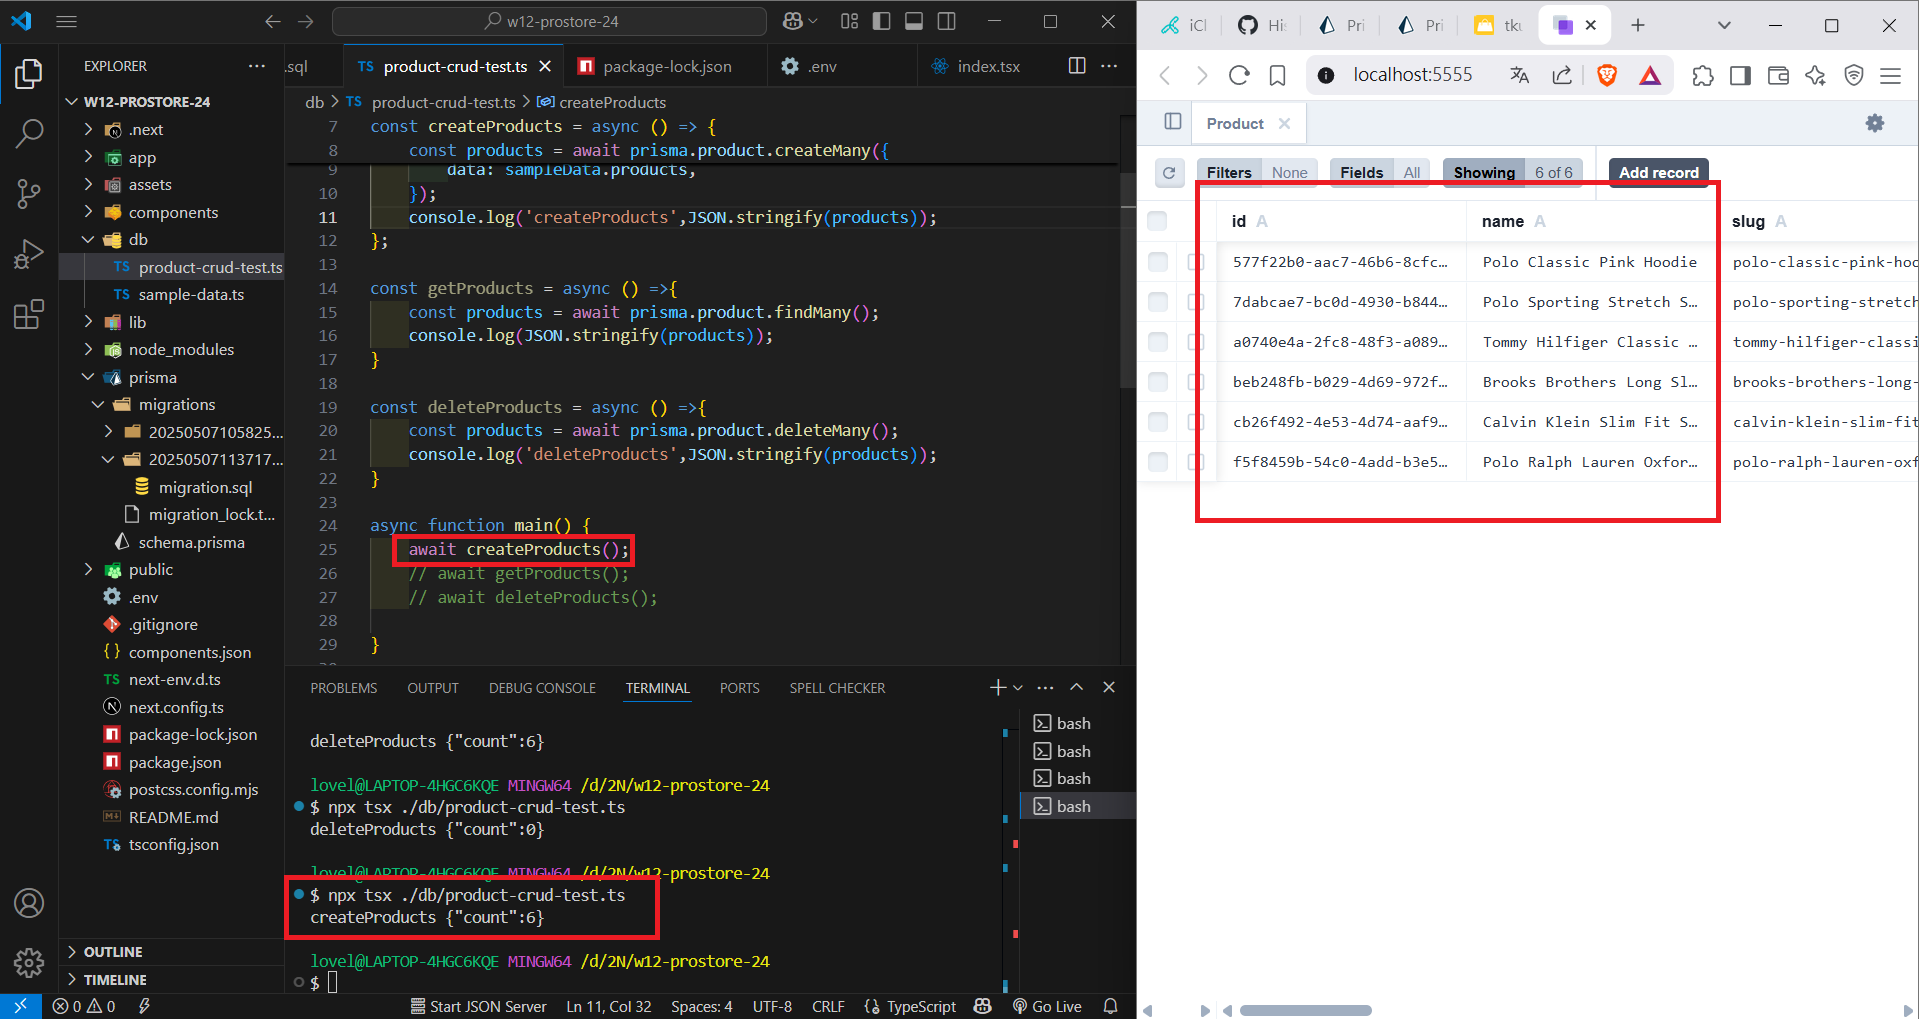 w12-prostore-24
EXPLORER
W12-PROSTORE-24
.next
app
assets
components
db
TS product-crud-test.ts
TS sample-data.ts
lib
node_modules
prisma
migrations
20250507105825...
20250507113717...
migration.sql
migration_lock.t...
schema.prisma
public
.env
.gitignore
components.json
TS next-env.d.ts
next.config.ts
package-lock.json
package.json
postcss.config.mjs
README.md
TS tsconfig.json
OUTLINE
TIMELINE
.sql
TS product-crud-test.ts
package-lock.json
.env
index.tsx
db > TS product-crud-test.ts > createProducts
7 const createProducts = async () => {
8 const products = await prisma.product.createMany({
9 data: sampleData.products,
10 });
11 console.log('createProducts',JSON.stringify(products));
12 };
13
14 const getProducts = async () =>{
15 const products = await prisma.product.findMany();
16 console.log(JSON.stringify(products));
17 }
18
19 const deleteProducts = async () =>{
20 const products = await prisma.product.deleteMany();
21 console.log('deleteProducts',JSON.stringify(products));
22 }
23
24 async function main() {
25 await createProducts();
26 // await getProducts();
27 // await deleteProducts();
28
29 }
PROBLEMS OUTPUT DEBUG CONSOLE TERMINAL PORTS SPELL CHECKER
deleteProducts {"count":6}
lovel@LAPTOP-4HGC6KQE MINGW64 /d/2N/w12-prostore-24
$ npx tsx ./db/product-crud-test.ts
deleteProducts {"count":0}
lovel@LAPTOP-4HGC6KQE MINGW64 /d/2N/w12-prostore-24
$ npx tsx ./db/product-crud-test.ts
createProducts {"count":6}
lovel@LAPTOP-4HGC6KQE MINGW64 /d/2N/w12-prostore-24
$
bash
bash
bash
bash
0 0 Start JSON Server Ln 11, Col 32 Spaces: 4 UTF-8 CRLF {} TypeScript Go Live
iCl His Pri Pri tku
localhost:5555
Product
Filters None Fields All Showing 6 of 6 Add record
id A name A slug A
577f22b0-aac7-46b6-8cfc… Polo Classic Pink Hoodie polo-classic-pink-hoo
7dabcae7-bc0d-4930-b844… Polo Sporting Stretch S… polo-sporting-stretch
a0740e4a-2fc8-48f3-a089… Tommy Hilfiger Classic … tommy-hilfiger-classi
beb248fb-b029-4d69-972f… Brooks Brothers Long Sl… brooks-brothers-long-
cb26f492-4e53-4d74-aaf9… Calvin Klein Slim Fit S… calvin-klein-slim-fit
f5f8459b-54c0-4add-b3e5… Polo Ralph Lauren Oxfor… polo-ralph-lauren-oxf